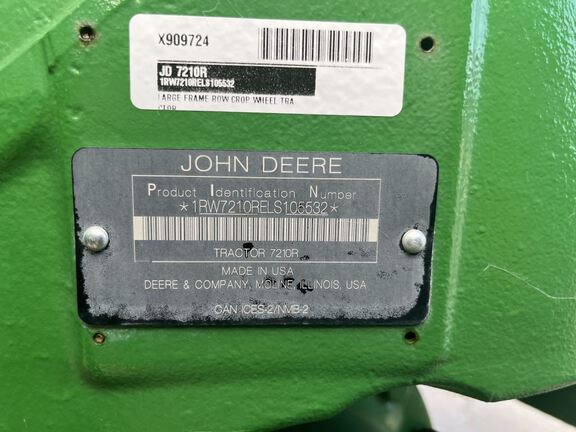 X909724
JD 7210R
1RW7210RELS105532
LARGE FRAME ROW CROP WHEEL TRA
CTOR
JOHN DEERE
Product Identification Number
*1RW7210RELS105532*
TRACTOR 7210R
MADE IN USA
DEERE & COMPANY, MOLINE, ILLINOIS, USA
CAN ICES-2/NMB-2